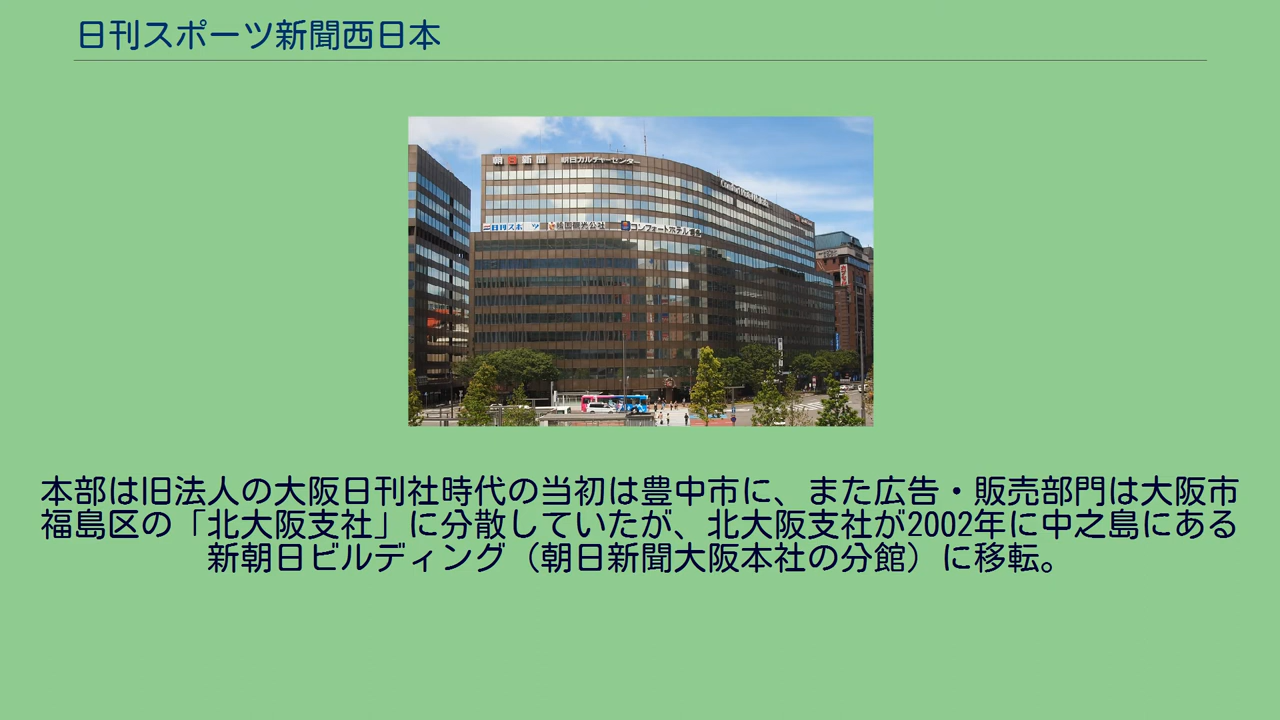 日刊スポーツ新聞西日本
朝日新聞 朝日カルチャーセンター
日刊スポーツ
コンフォートホテル
本部は旧法人の大阪日刊社時代の当初は豊中市に、また広告・販売部門は大阪市
福島区の「北大阪支社」に分散していたが、北大阪支社が2002年に中之島にある
新朝日ビルディング（朝日新聞大阪本社の分館）に移転。